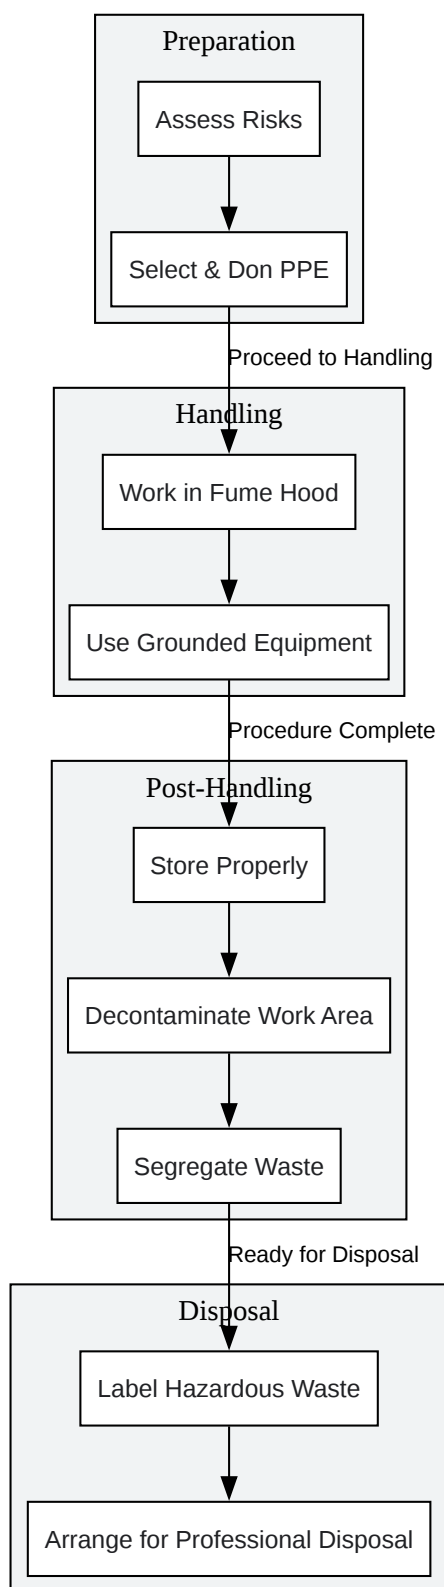 Preparation
Assess Risks
Select & Don PPE
Proceed to Handling
Handling
Work in Fume Hood
Use Grounded Equipment
Procedure Complete
Post-Handling
Store Properly
Decontaminate Work Area
Segregate Waste
Ready for Disposal
Disposal
Label Hazardous Waste
Arrange for Professional Disposal